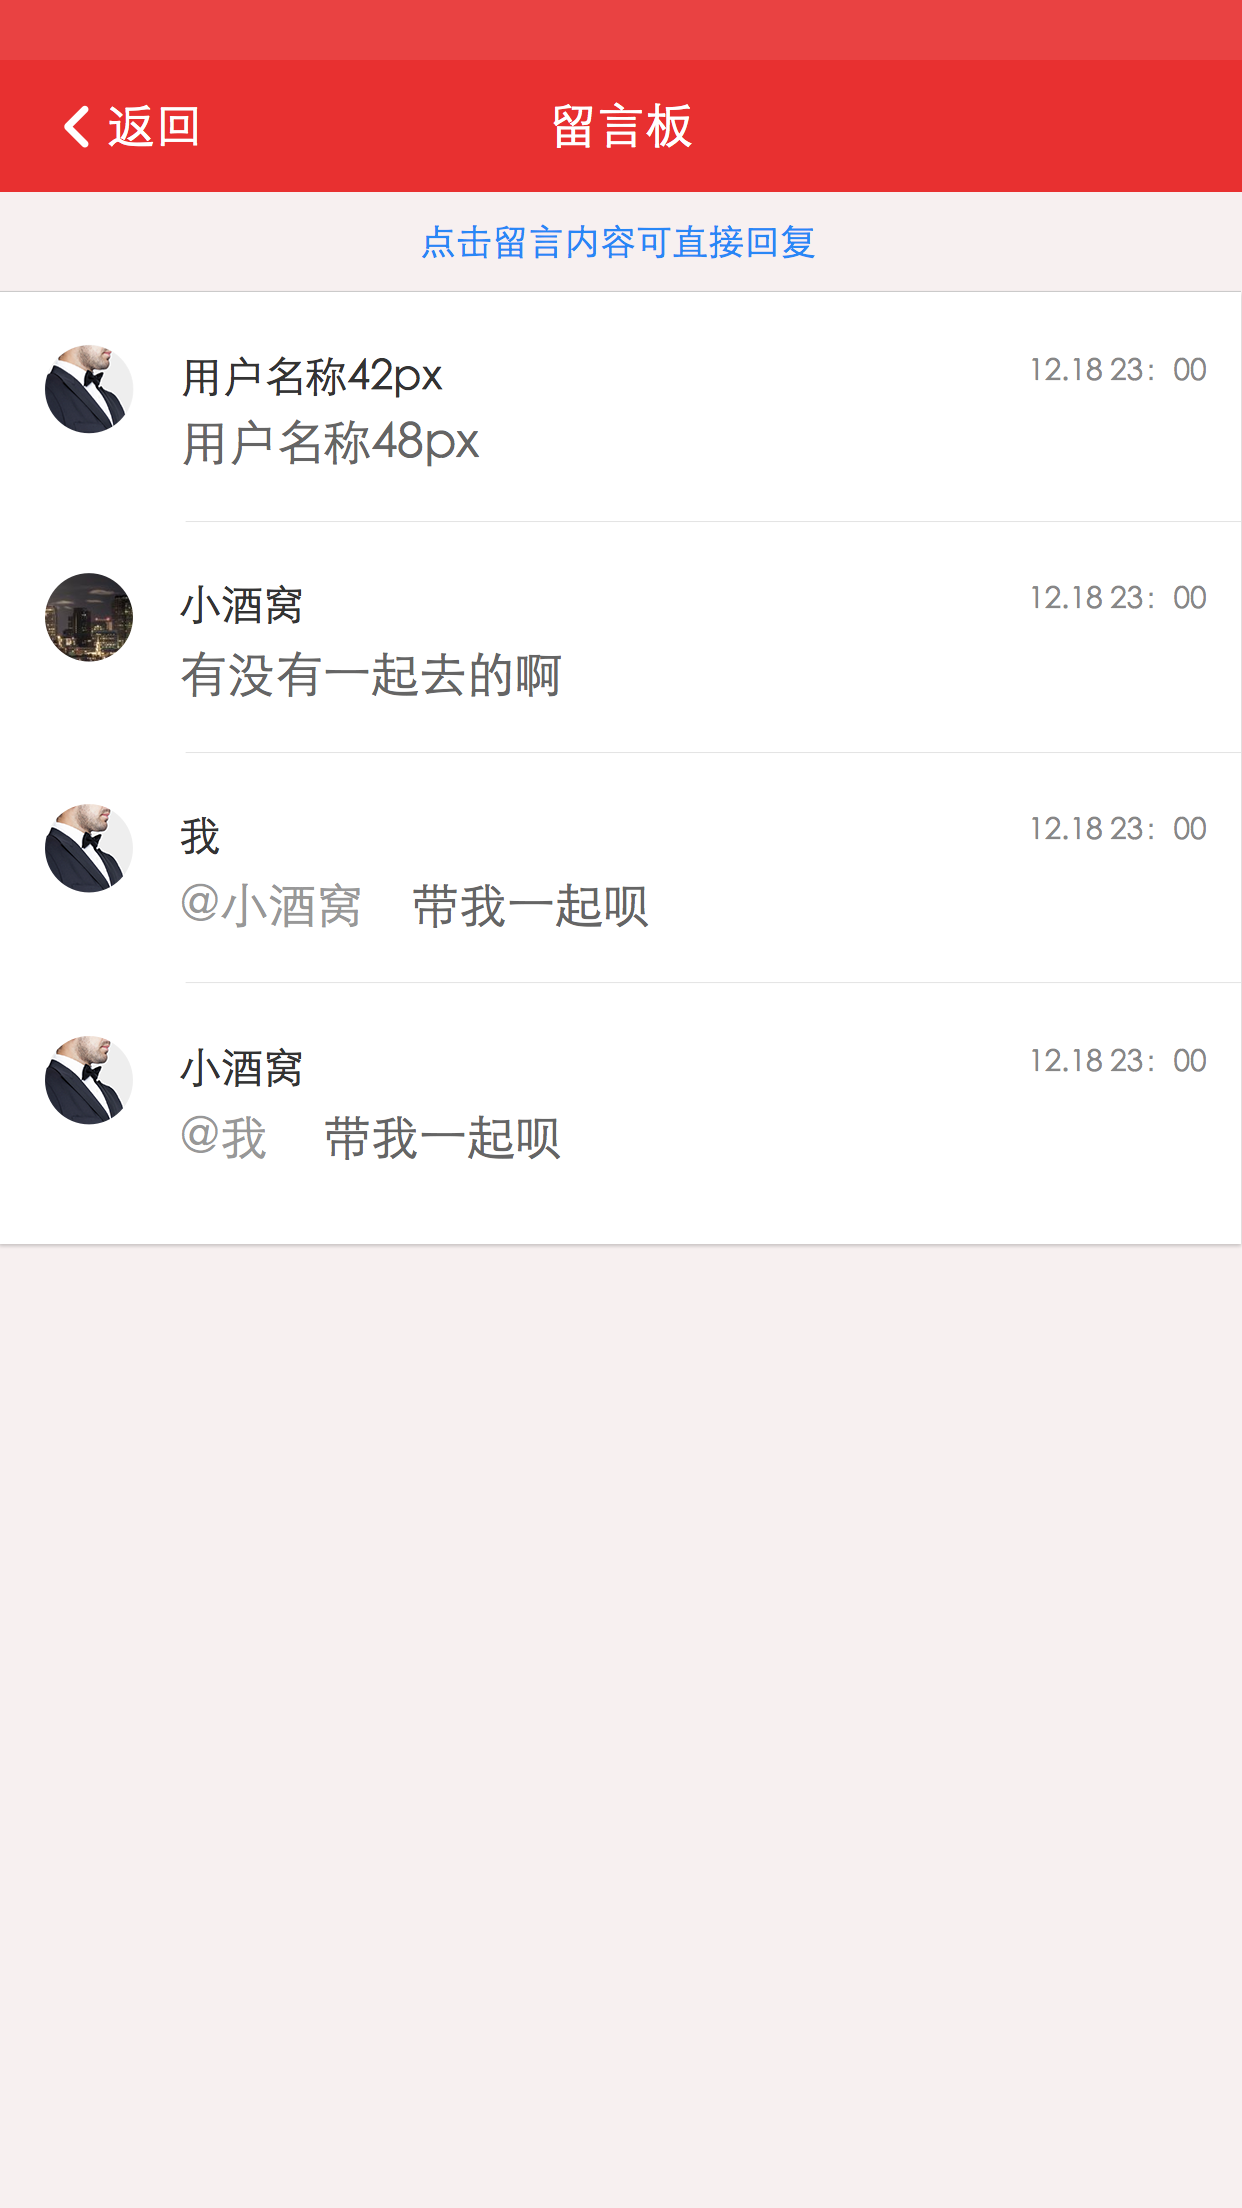 返回
留言板
点击留言内容可直接回复
用户名称42px
12.18 23：00
用户名称48px
小酒窝
12.18 23：00
有没有一起去的啊
我
12.18 23：00
@小酒窝 带我一起呗
小酒窝
12.18 23：00
@我 带我一起呗